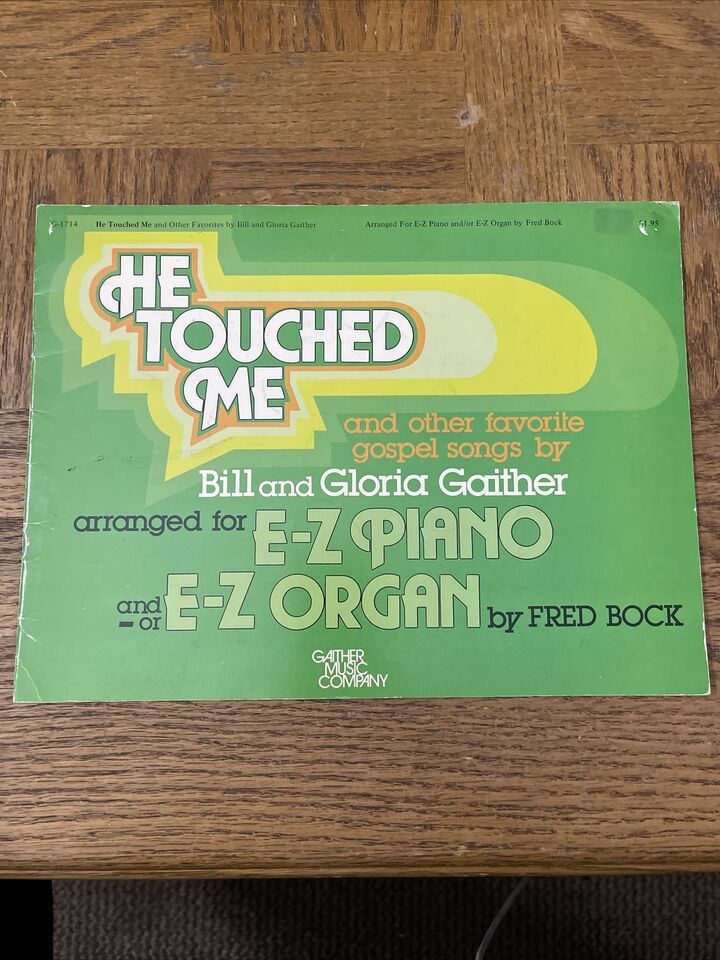 G-1714 He Touched Me and Other Favorites by Bill and Gloria Gaither Arranged For E-Z Piano and/or E-Z Organ by Fred Bock $1.95
HE
TOUCHED
ME
and other favorite
gospel songs by
Bill and Gloria Gaither
arranged for E-Z PIANO
and
-or E-Z ORGAN by FRED BOCK
GAITHER
MUSIC
COMPANY